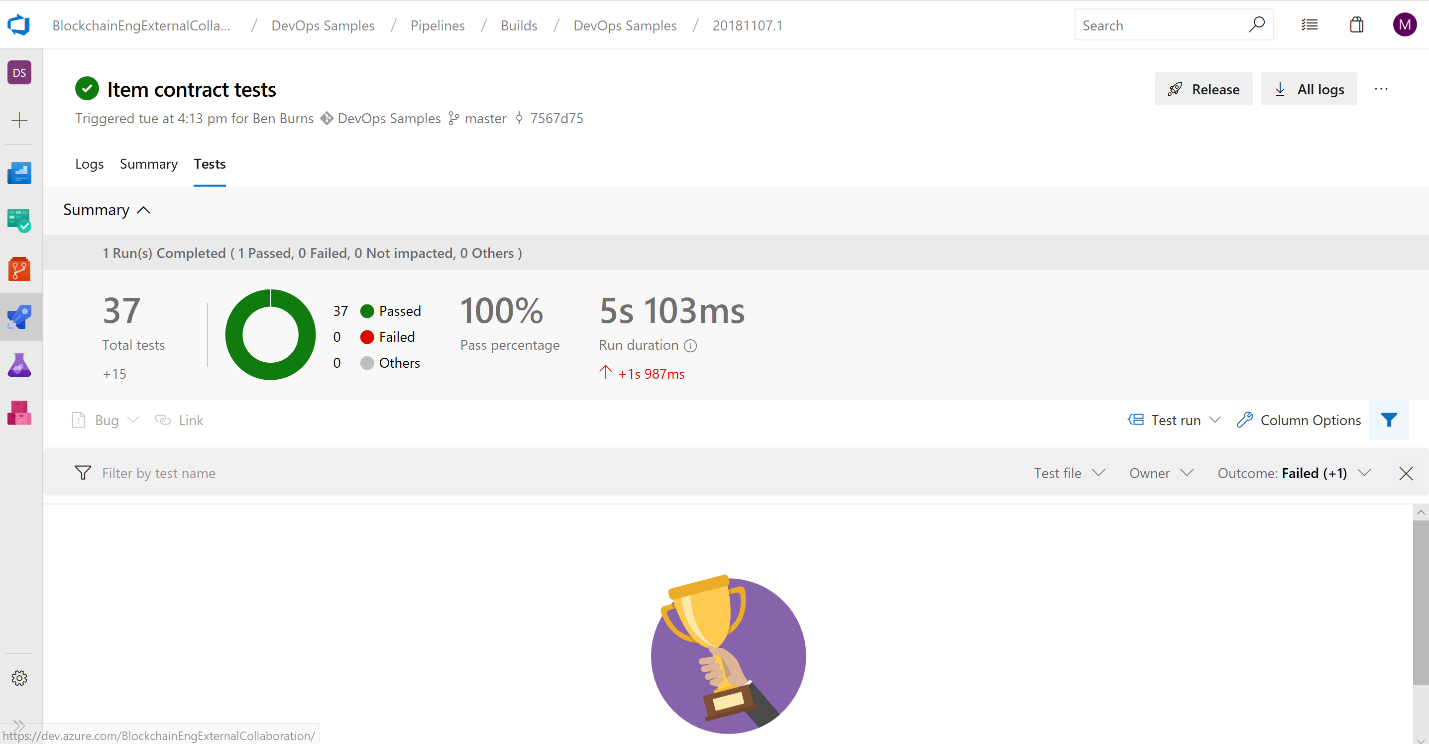 BlockchainEngExternalColla... / DevOps Samples / Pipelines / Builds / DevOps Samples / 20181107.1 Search M
DS
Item contract tests
Release All logs ...
Triggered tue at 4:13 pm for Ben Burns DevOps Samples master 7567d75
Logs Summary Tests
Summary
1 Run(s) Completed ( 1 Passed, 0 Failed, 0 Not impacted, 0 Others )
37
Total tests
+15
37 Passed
0 Failed
0 Others
100%
Pass percentage
5s 103ms
Run duration
+1s 987ms
Bug Link Test run Column Options
Filter by test name Test file Owner Outcome: Failed (+1)
https://dev.azure.com/BlockchainEngExternalCollaboration/